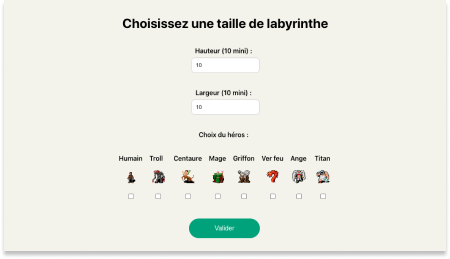 Choisissez une taille de labyrinthe
Hauteur (10 mini) :
10
Largeur (10 mini) :
10
Choix du héros :
Humain Troll Centaure Mage Griffon Ver feu Ange Titan
Valider